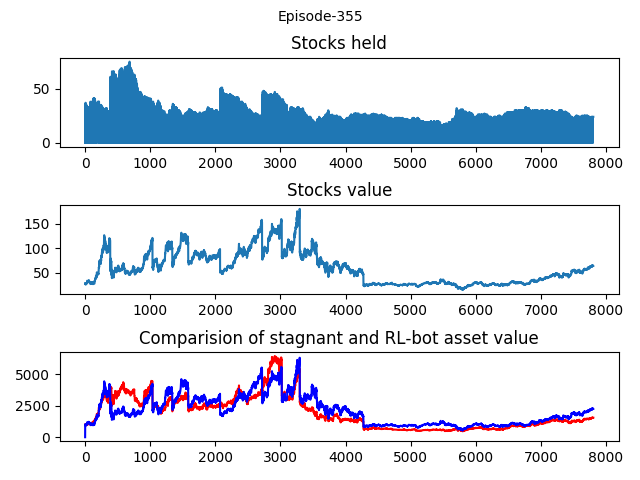 Episode-355
Stocks held
50
0
0 1000 2000 3000 4000 5000 6000 7000 8000
Stocks value
150
100
50
0 1000 2000 3000 4000 5000 6000 7000 8000
Comparision of stagnant and RL-bot asset value
5000
2500
0
0 1000 2000 3000 4000 5000 6000 7000 8000